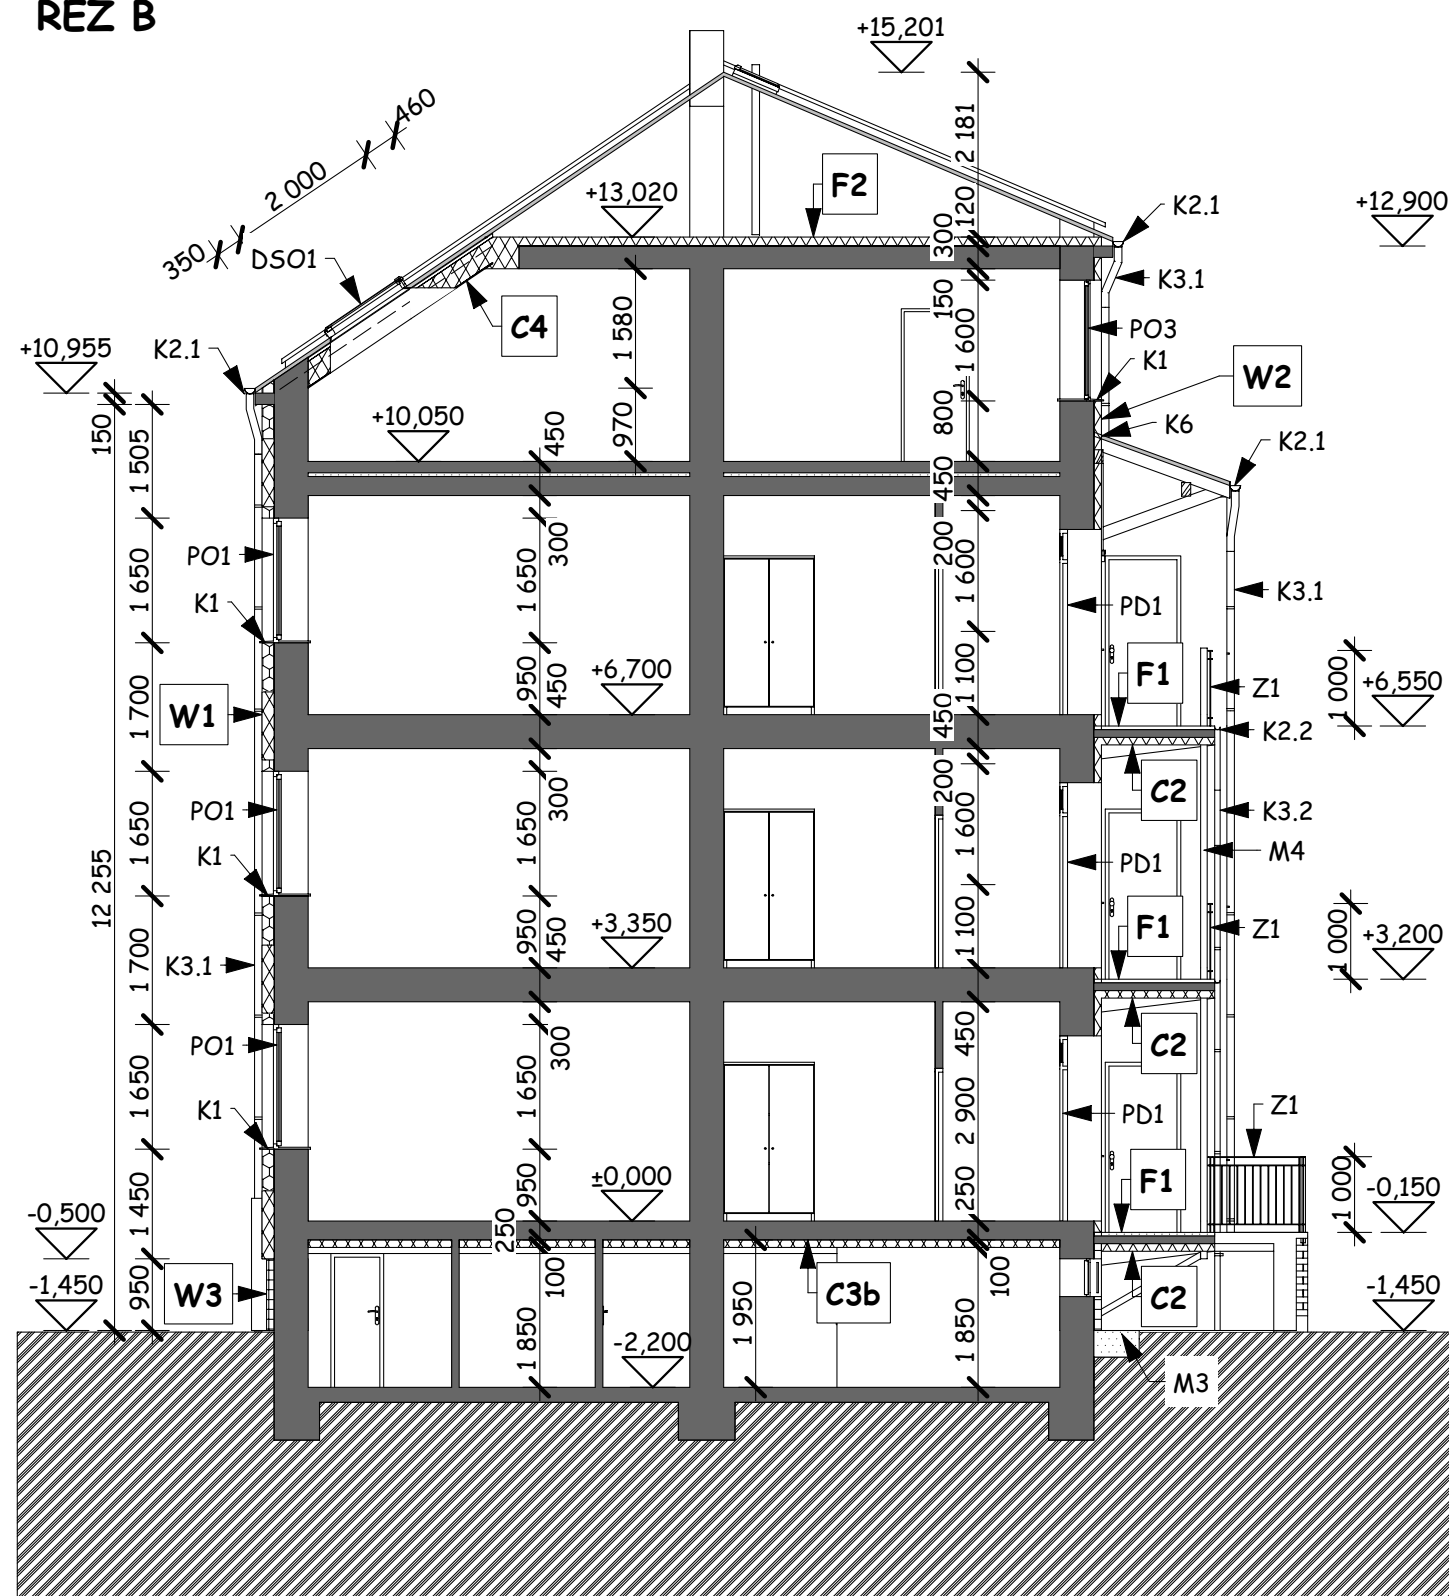 REZ B
+15,201
460
2 000
350
DSO1
+13,020
F2
2 181
120
300
K2.1
+12,900
K3.1
C4
1 580
150
1 600
PO3
K1
W2
+10,955
K2.1
150
1 505
+10,050
450
970
800
K6
K2.1
450
PO1
1 650
300
1 650
200
1 600
PD1
K3.1
K1
950
450
+6,700
1 100
450
F1
Z1
1 000
+6,550
W1
1 700
K2.2
C2
PO1
1 650
300
1 650
200
1 600
PD1
K3.2
M4
K1
12 255
950
450
+3,350
1 100
F1
Z1
1 000
+3,200
1 700
K3.1
C2
PO1
1 650
300
1 650
450
2 900
PD1
K1
Z1
1 450
950
±0,000
250
F1
1 000
-0,150
-0,500
250
100
100
W3
C3b
C2
-1,450
950
1 850
-2,200
1 950
1 850
-1,450
M3